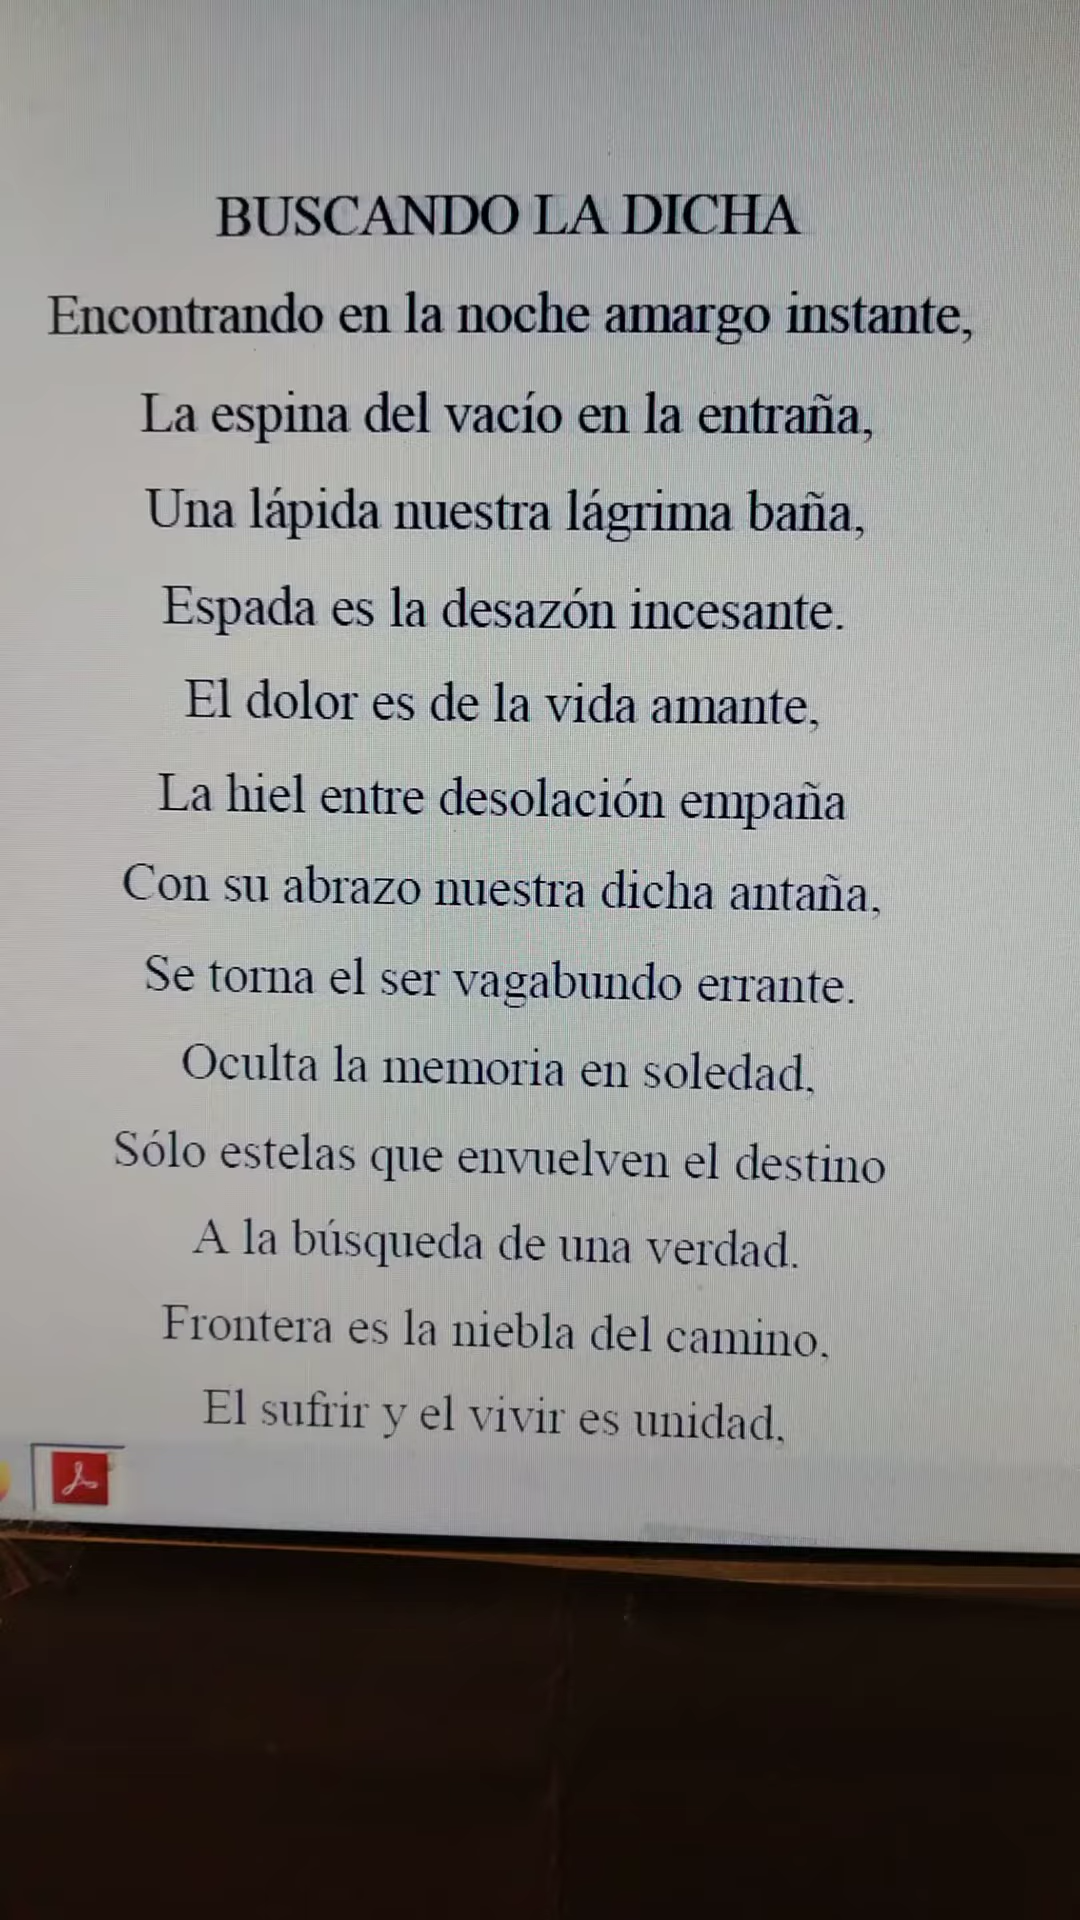 BUSCANDO LA DICHA
Encontrando en la noche amargo instante,
La espina del vacío en la entraña,
Una lápida nuestra lágrima baña,
Espada es la desazón incesante.
El dolor es de la vida amante,
La hiel entre desolación empaña
Con su abrazo nuestra dicha antaña,
Se torna el ser vagabundo errante.
Oculta la memoria en soledad,
Sólo estelas que envuelven el destino
A la búsqueda de una verdad.
Frontera es la niebla del camino,
El sufrir y el vivir es unidad,